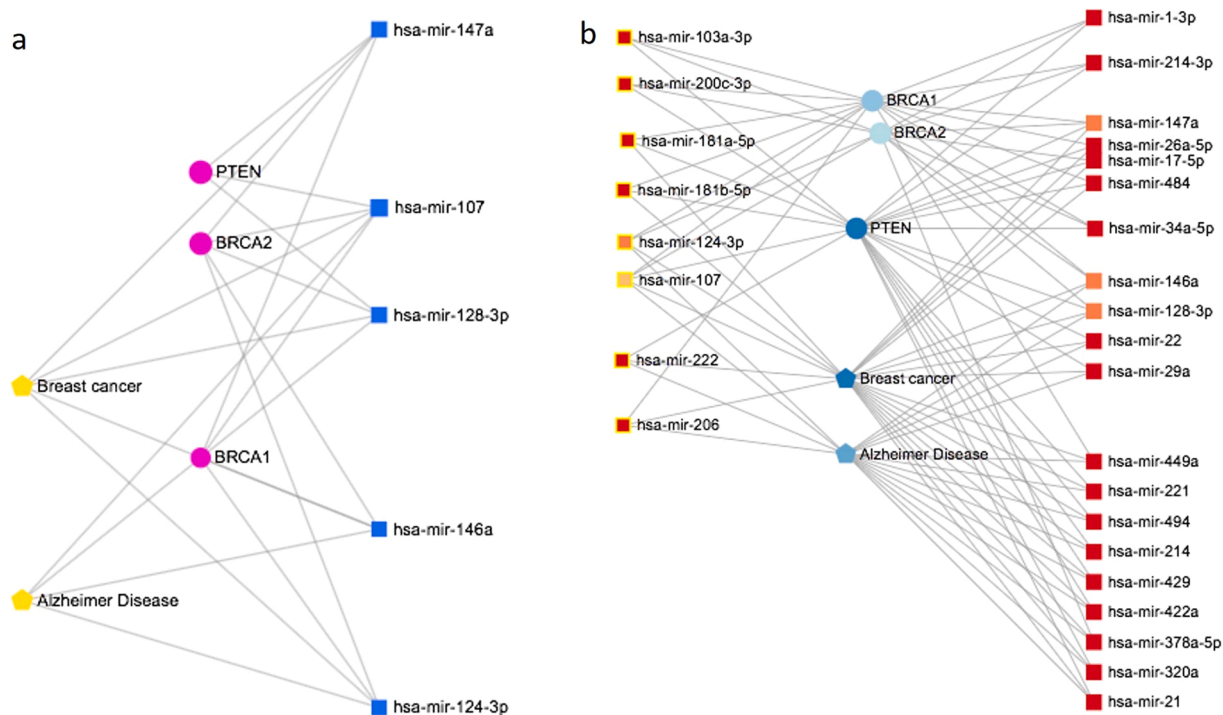 a
hsa-mir-147a
PTEN
hsa-mir-107
BRCA2
hsa-mir-128-3p
Breast cancer
BRCA1
hsa-mir-146a
Alzheimer Disease
hsa-mir-124-3p
b
hsa-mir-103a-3p
hsa-mir-200c-3p
hsa-mir-181a-5p
hsa-mir-181b-5p
hsa-mir-124-3p
hsa-mir-107
hsa-mir-222
hsa-mir-206
BRCA1
BRCA2
PTEN
Breast cancer
Alzheimer Disease
hsa-mir-1-3p
hsa-mir-214-3p
hsa-mir-147a
hsa-mir-26a-5p
hsa-mir-17-5p
hsa-mir-484
hsa-mir-34a-5p
hsa-mir-146a
hsa-mir-128-3p
hsa-mir-22
hsa-mir-29a
hsa-mir-449a
hsa-mir-221
hsa-mir-494
hsa-mir-214
hsa-mir-429
hsa-mir-422a
hsa-mir-378a-5p
hsa-mir-320a
hsa-mir-21